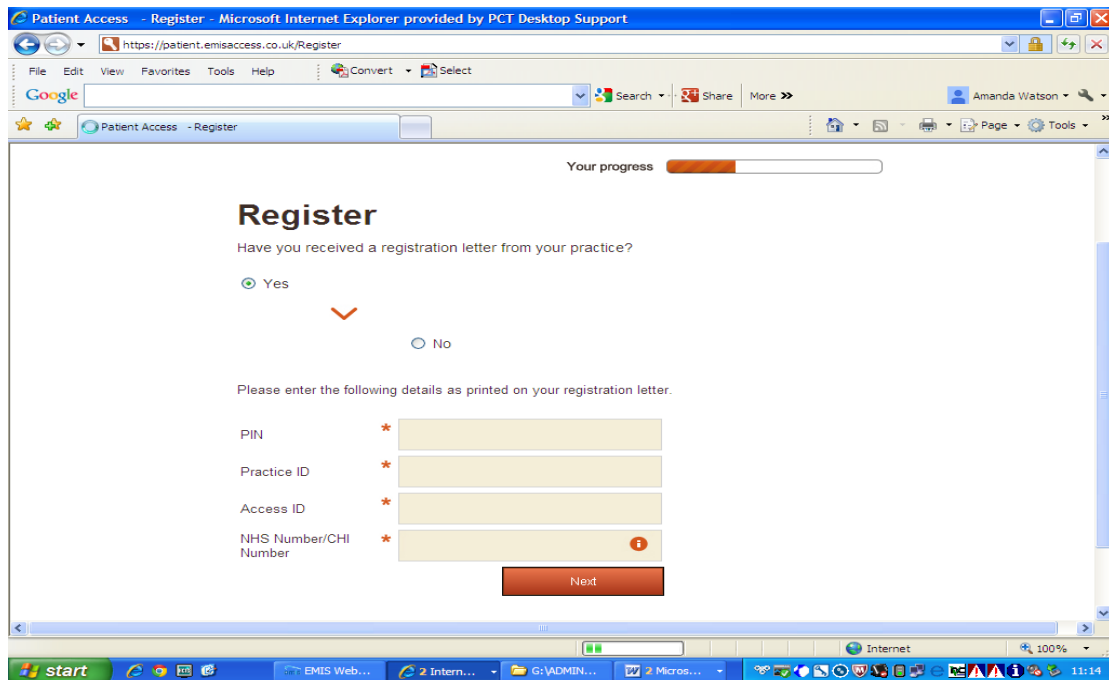 Patient Access - Register - Microsoft Internet Explorer provided by PCT Desktop Support
https://patient.emisaccess.co.uk/Register
File Edit View Favorites Tools Help Convert Select
Google Search Share More Amanda Watson
Patient Access - Register Page Tools
Your progress
Register
Have you received a registration letter from your practice?
Yes
No
Please enter the following details as printed on your registration letter.
PIN *
Practice ID *
Access ID *
NHS Number/CHI *
Number
Next
Internet 100%
start EMIS Web... 2 Intern... G:\ADMIN... 2 Micros... 11:14